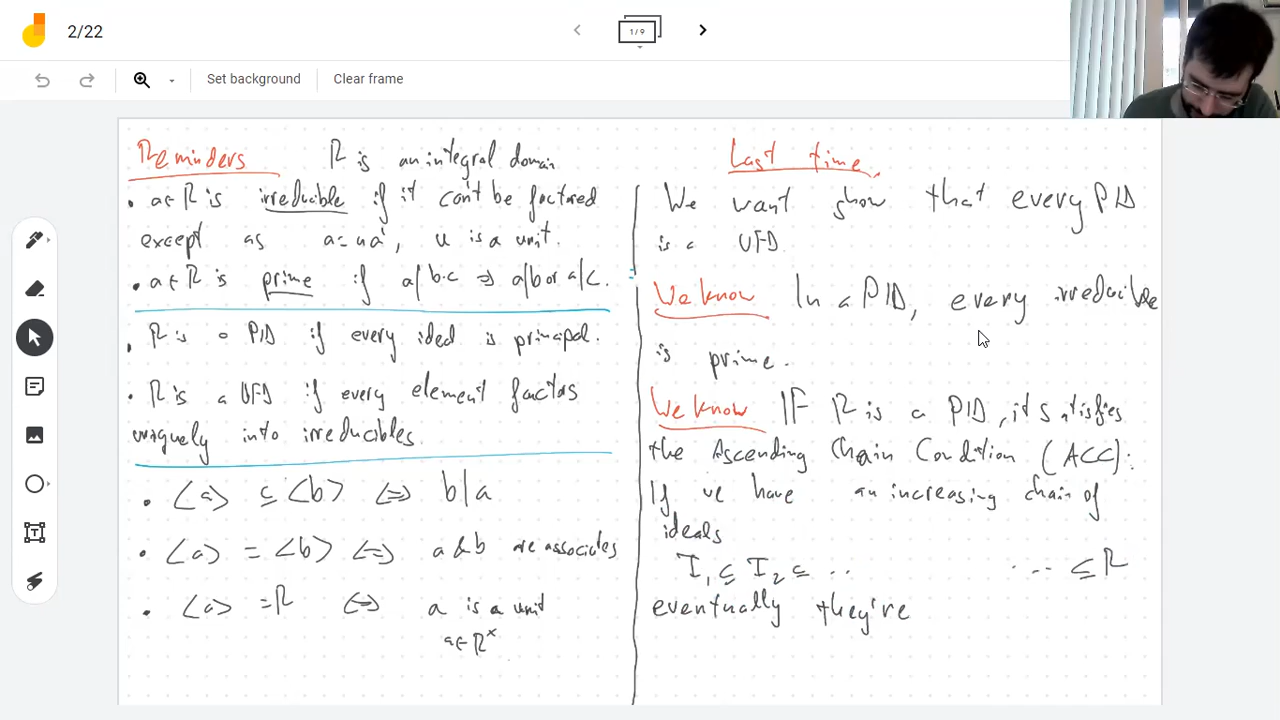 2/22
1/9
Set background
Clear frame
Reminders R is an integral domain
• a∈R is irreducible if it can't be factored
except as a=ua', u is a unit.
• a∈R is prime if a|b·c ⇒ a|b or a|c.
• R is a PID if every ideal is principal.
• R is a UFD if every element factors
uniquely into irreducibles.
• <a> ⊆ <b> ⟺ b|a
• <a> = <b> ⟺ a & b are associates
• <a> = R ⟺ a is a unit
a∈R^×
Last time.
We want show that every PID
is a UFD
We know In a PID, every irreducible
is prime.
We know IF R is a PID, it satisfies
the Ascending Chain Condition (ACC):
If we have an increasing chain of
ideals
I₁ ⊆ I₂ ⊆ ... ... ⊆ R
eventually they're